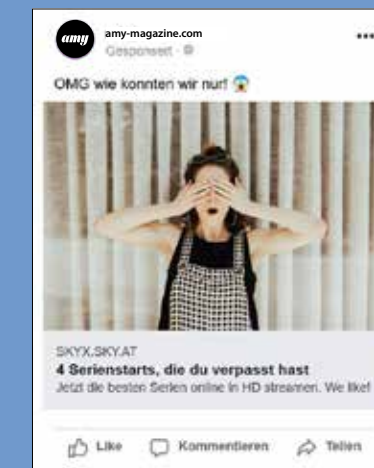 amy
amy-magazine.com
Gesponsert ·
OMG wie konnten wir nur! 😱
SKYX.SKY.AT
4 Serienstarts, die du verpasst hast
Jetzt die besten Serien online in HD streamen. We like!
Like Kommentieren Teilen